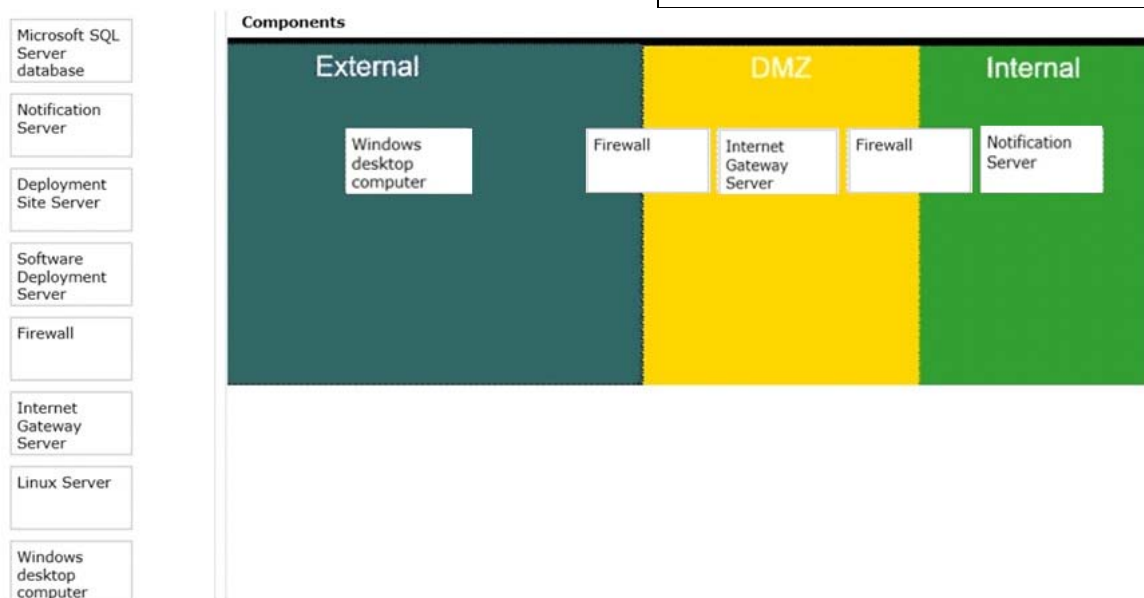 Microsoft SQL
Server
database
Notification
Server
Deployment
Site Server
Software
Deployment
Server
Firewall
Internet
Gateway
Server
Linux Server
Windows
desktop
computer
Components
External
DMZ
Internal
Windows
desktop
computer
Firewall
Internet
Gateway
Server
Firewall
Notification
Server